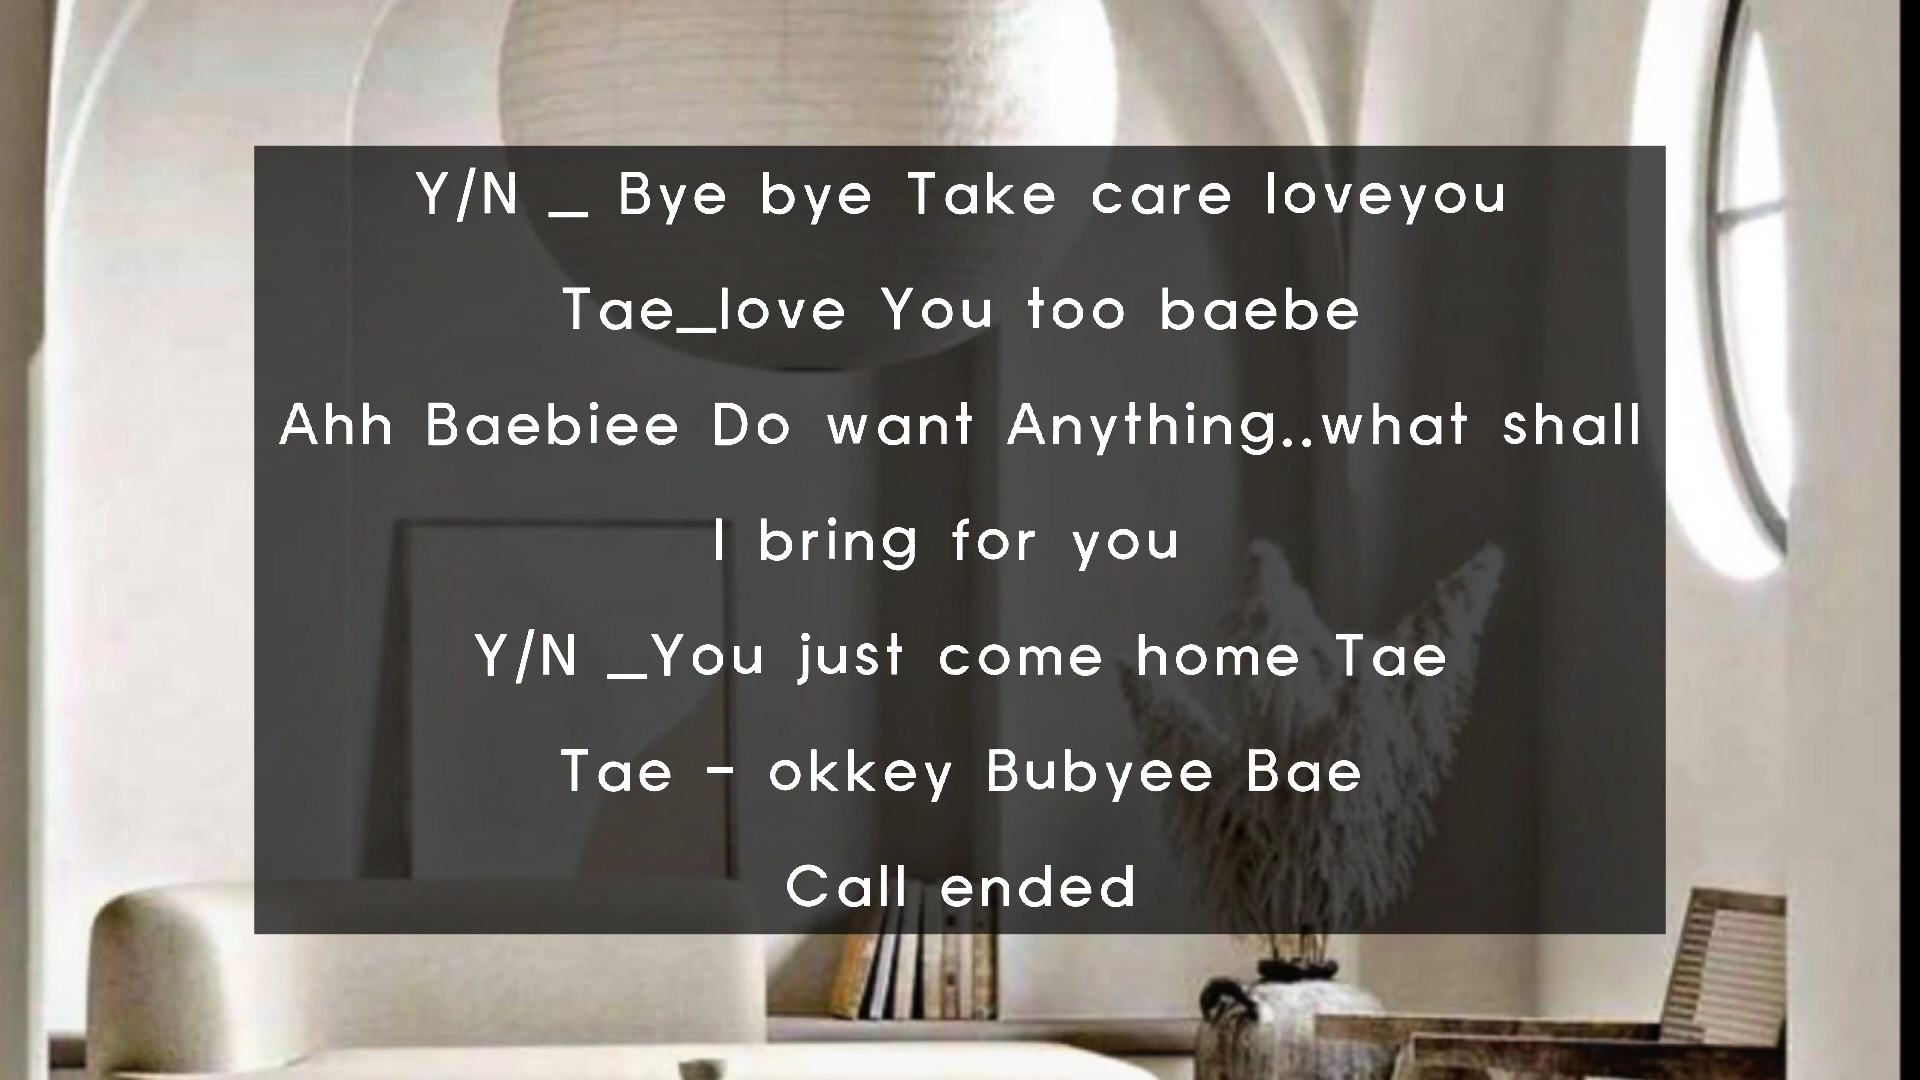 Y/N _ Bye bye Take care loveyou
Tae_love You too baebe
Ahh Baebiee Do want Anything..what shall
I bring for you
Y/N _You just come home Tae
Tae - okkey Bubyee Bae
Call ended